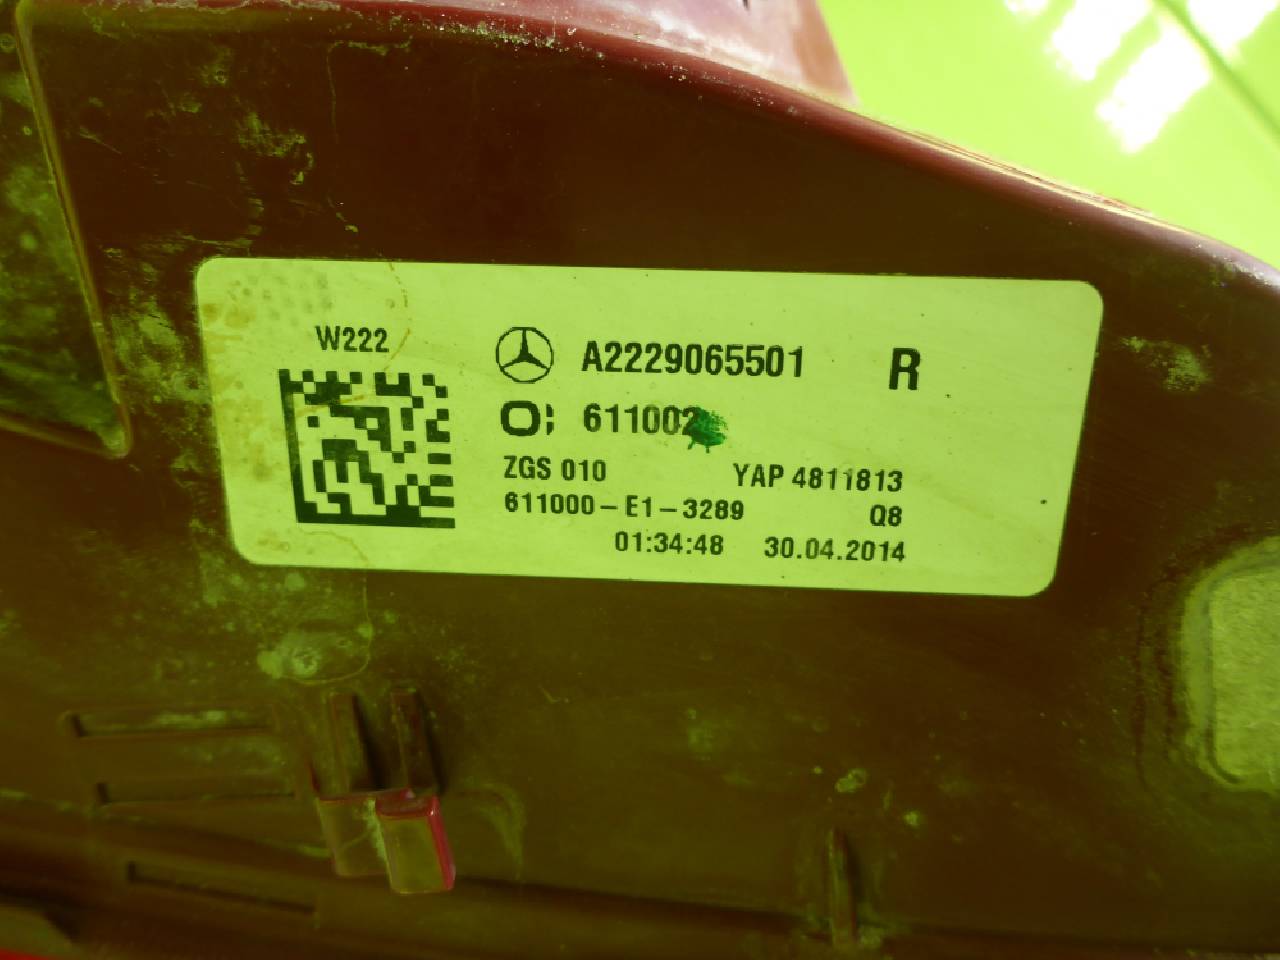 W222
A2229065501 R
611002
ZGS 010 YAP 4811813
611000-E1-3289 Q8
01:34:48 30.04.2014